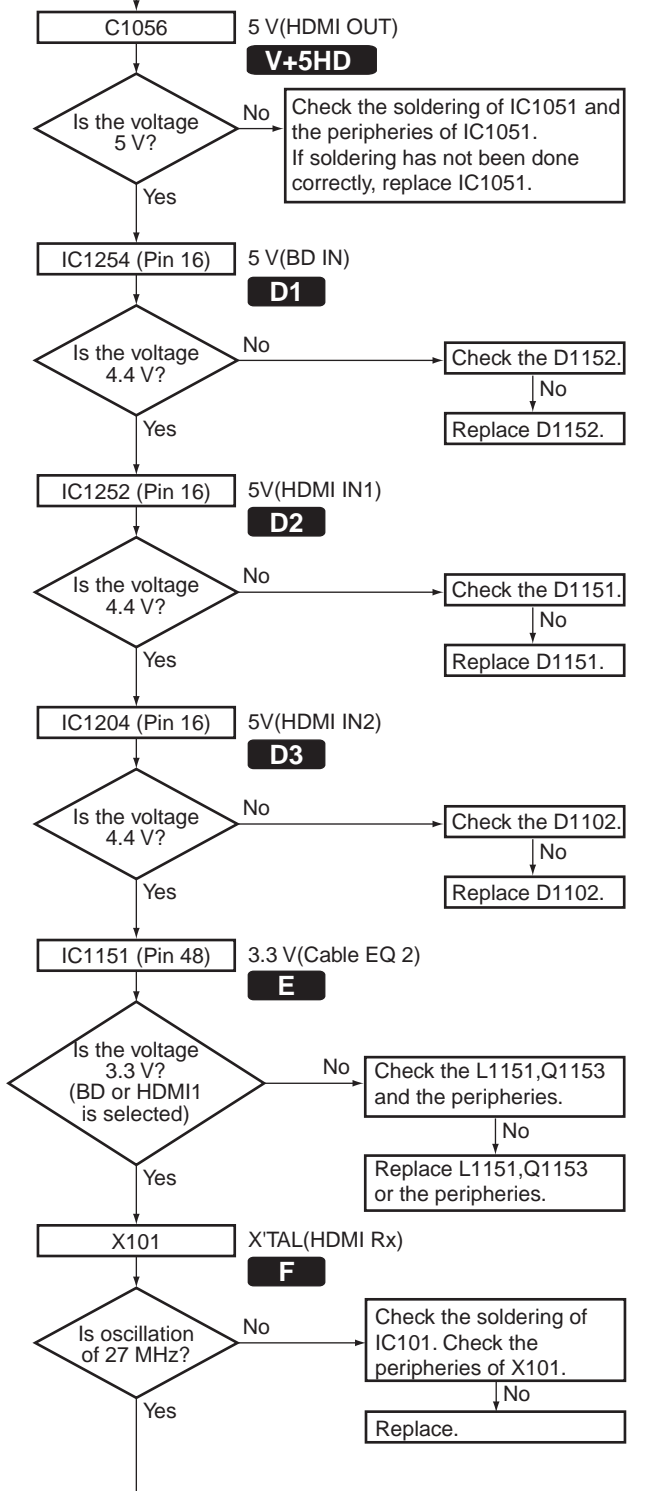 C1056
5 V(HDMI OUT)
V+5HD
Is the voltage
5 V?
No
Check the soldering of IC1051 and
the peripheries of IC1051.
If soldering has not been done
correctly, replace IC1051.
Yes
IC1254 (Pin 16)
5 V(BD IN)
D1
Is the voltage
4.4 V?
No
Check the D1152.
No
Replace D1152.
Yes
IC1252 (Pin 16)
5V(HDMI IN1)
D2
Is the voltage
4.4 V?
No
Check the D1151.
No
Replace D1151.
Yes
IC1204 (Pin 16)
5V(HDMI IN2)
D3
Is the voltage
4.4 V?
No
Check the D1102.
No
Replace D1102.
Yes
IC1151 (Pin 48)
3.3 V(Cable EQ 2)
E
Is the voltage
3.3 V?
(BD or HDMI1
is selected)
No
Check the L1151,Q1153
and the peripheries.
No
Replace L1151,Q1153
or the peripheries.
Yes
X101
X'TAL(HDMI Rx)
F
Is oscillation
of 27 MHz?
No
Check the soldering of
IC101. Check the
peripheries of X101.
No
Replace.
Yes